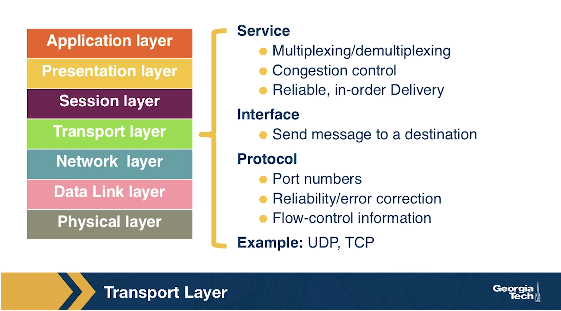 Application layer
Presentation layer
Session layer
Transport layer
Network layer
Data Link layer
Physical layer
Service
Multiplexing/demultiplexing
Congestion control
Reliable, in-order Delivery
Interface
Send message to a destination
Protocol
Port numbers
Reliability/error correction
Flow-control information
Example: UDP, TCP
Transport Layer
Georgia
Tech